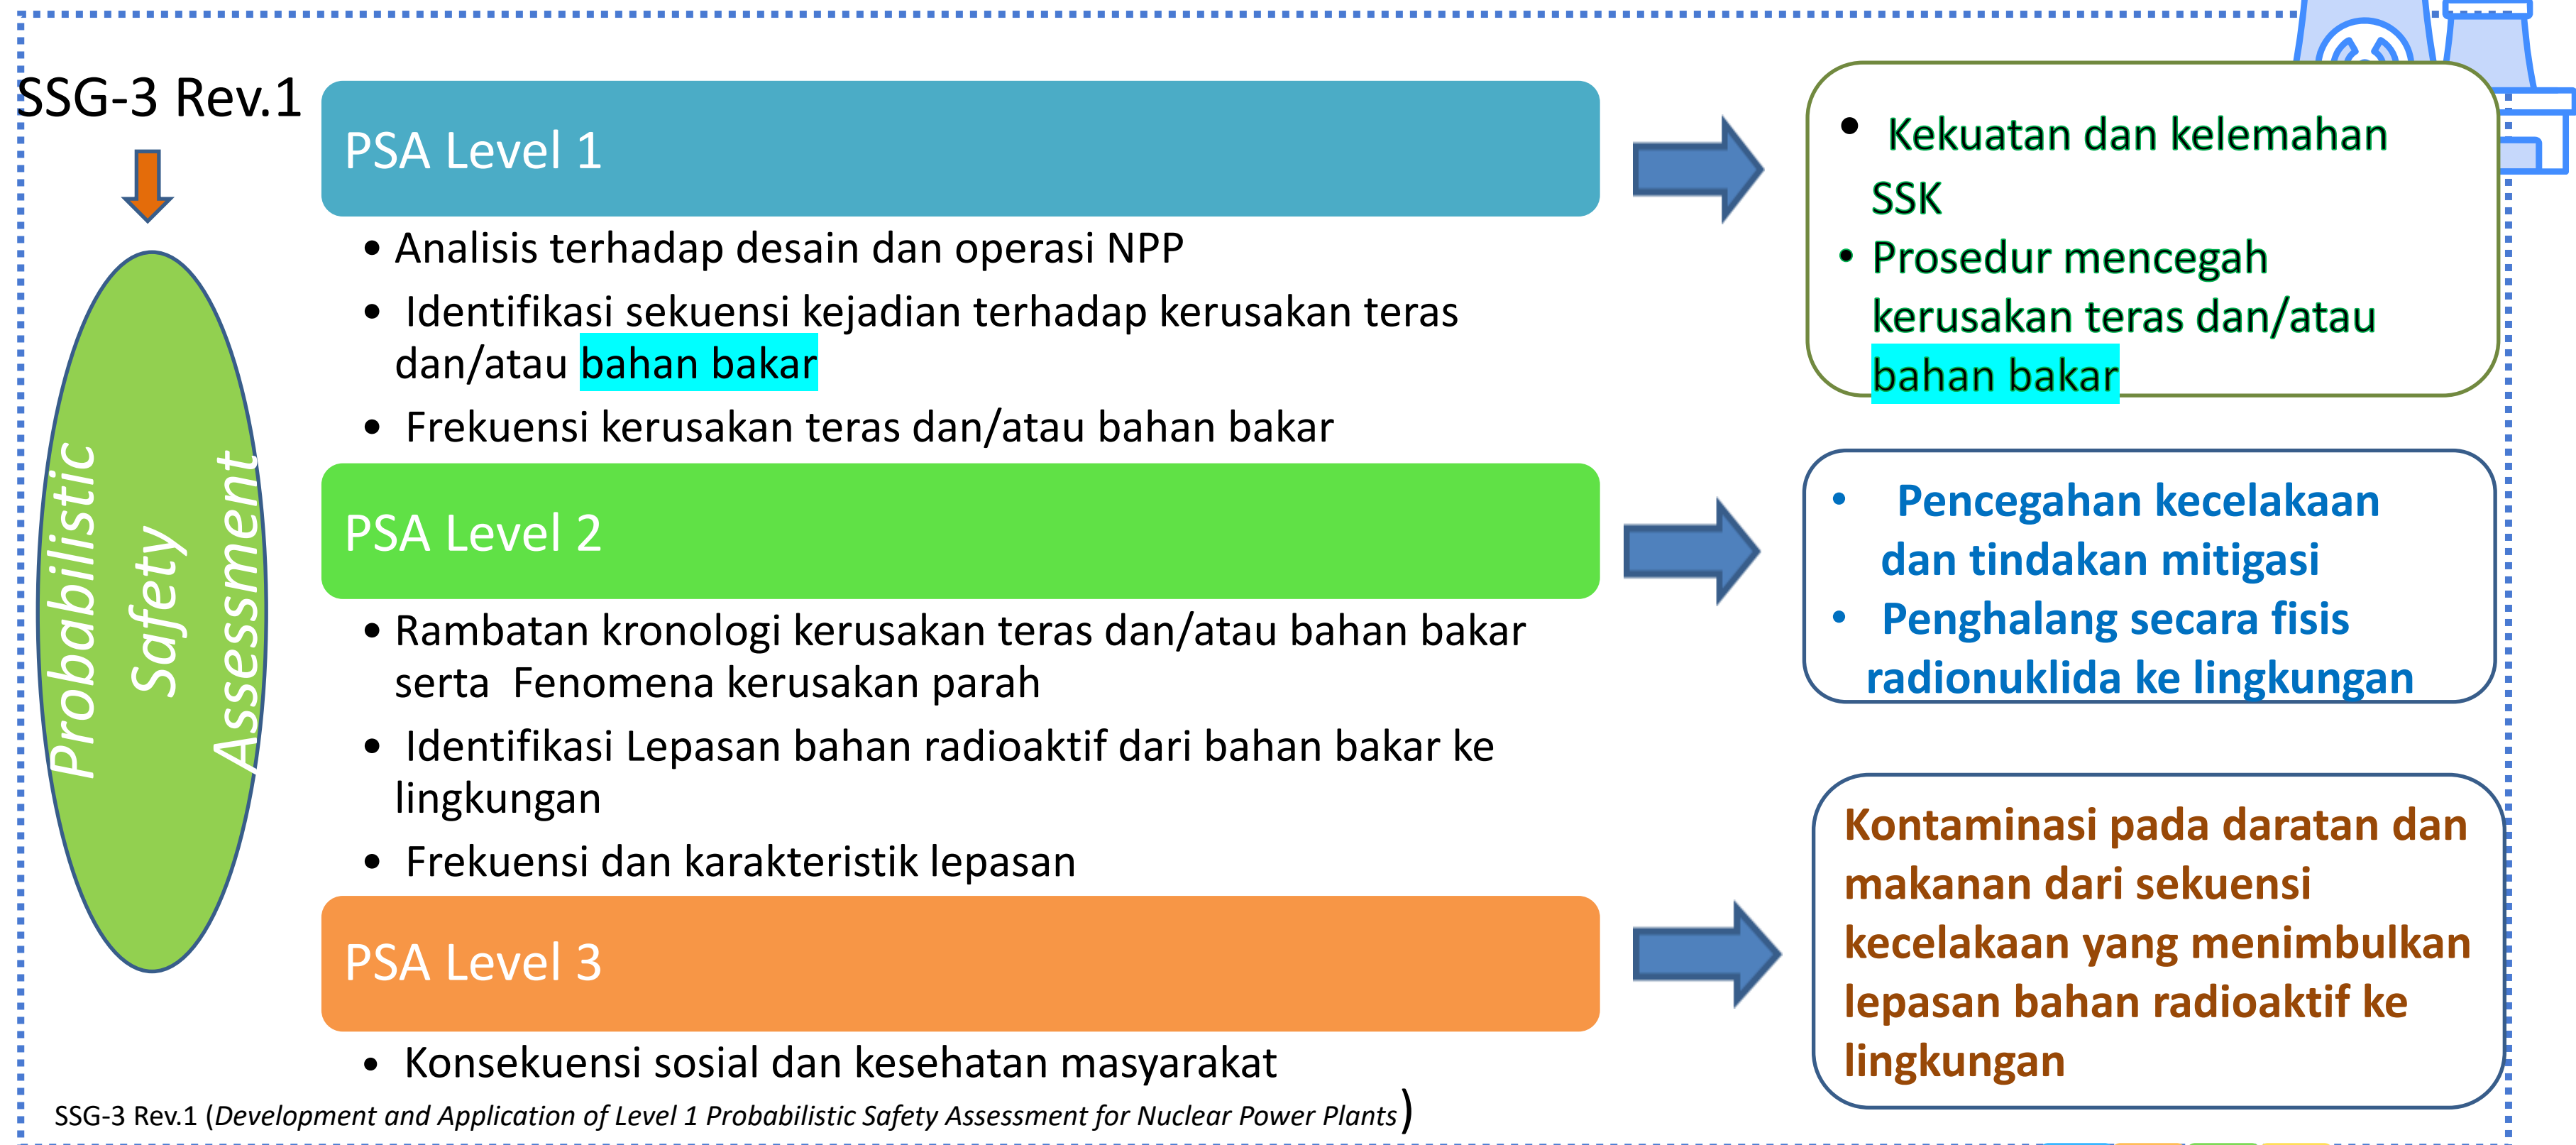 SSG-3 Rev.1
Probabilistic
Safety
Assessment
PSA Level 1
• Analisis terhadap desain dan operasi NPP
• Identifikasi sekuensi kejadian terhadap kerusakan teras
dan/atau bahan bakar
• Frekuensi kerusakan teras dan/atau bahan bakar
• Kekuatan dan kelemahan
SSK
• Prosedur mencegah
kerusakan teras dan/atau
bahan bakar
PSA Level 2
• Rambatan kronologi kerusakan teras dan/atau bahan bakar
serta Fenomena kerusakan parah
• Identifikasi Lepasan bahan radioaktif dari bahan bakar ke
lingkungan
• Frekuensi dan karakteristik lepasan
• Pencegahan kecelakaan
dan tindakan mitigasi
• Penghalang secara fisis
radionuklida ke lingkungan
PSA Level 3
• Konsekuensi sosial dan kesehatan masyarakat
Kontaminasi pada daratan dan
makanan dari sekuensi
kecelakaan yang menimbulkan
lepasan bahan radioaktif ke
lingkungan
SSG-3 Rev.1 (Development and Application of Level 1 Probabilistic Safety Assessment for Nuclear Power Plants)